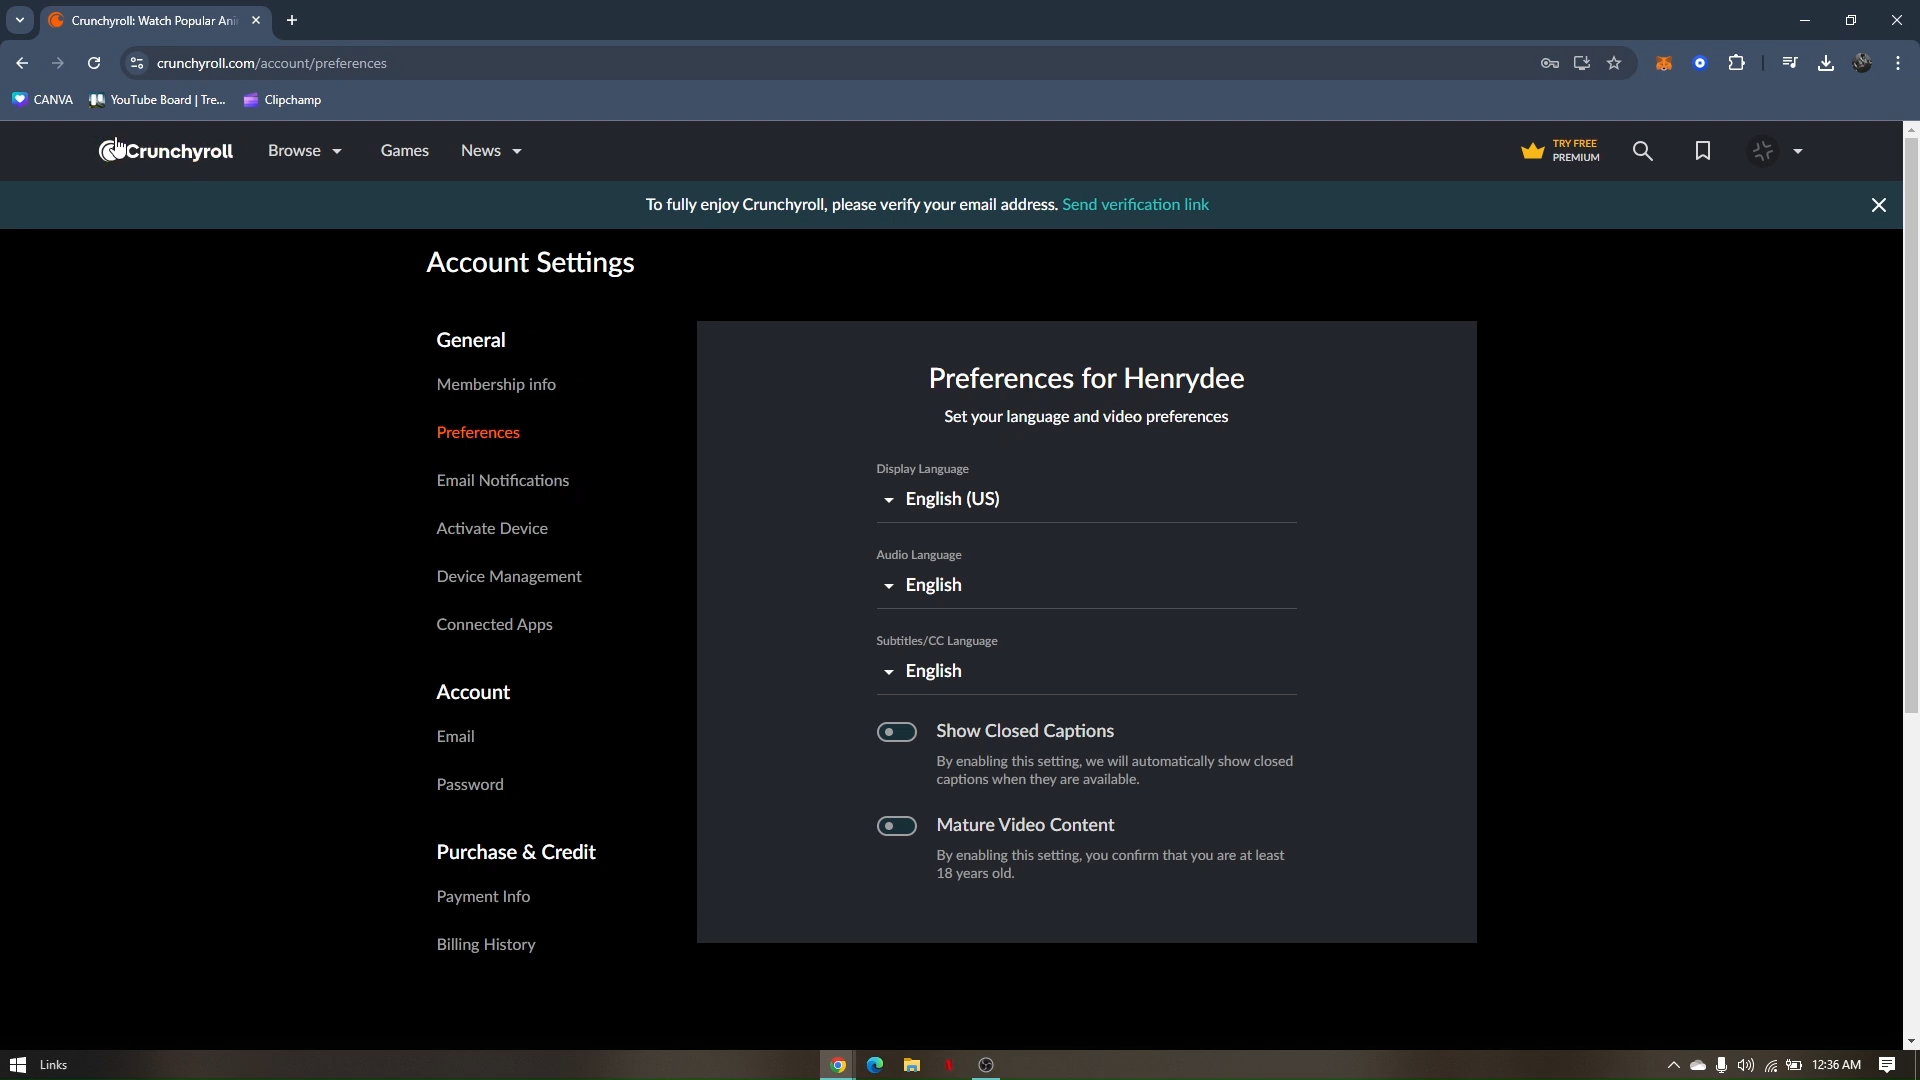 Crunchyroll: Watch Popular Ani
crunchyroll.com/account/preferences
CANVA
YouTube Board | Tre...
Clipchamp
Crunchyroll
Browse
Games
News
TRY FREE
PREMIUM
To fully enjoy Crunchyroll, please verify your email address. Send verification link
Account Settings
General
Membership info
Preferences
Email Notifications
Activate Device
Device Management
Connected Apps
Account
Email
Password
Purchase & Credit
Payment Info
Billing History
Preferences for Henrydee
Set your language and video preferences
Display Language
English (US)
Audio Language
English
Subtitles/CC Language
English
Show Closed Captions
By enabling this setting, we will automatically show closed
captions when they are available.
Mature Video Content
By enabling this setting, you confirm that you are at least
18 years old.
Links
12:36 AM